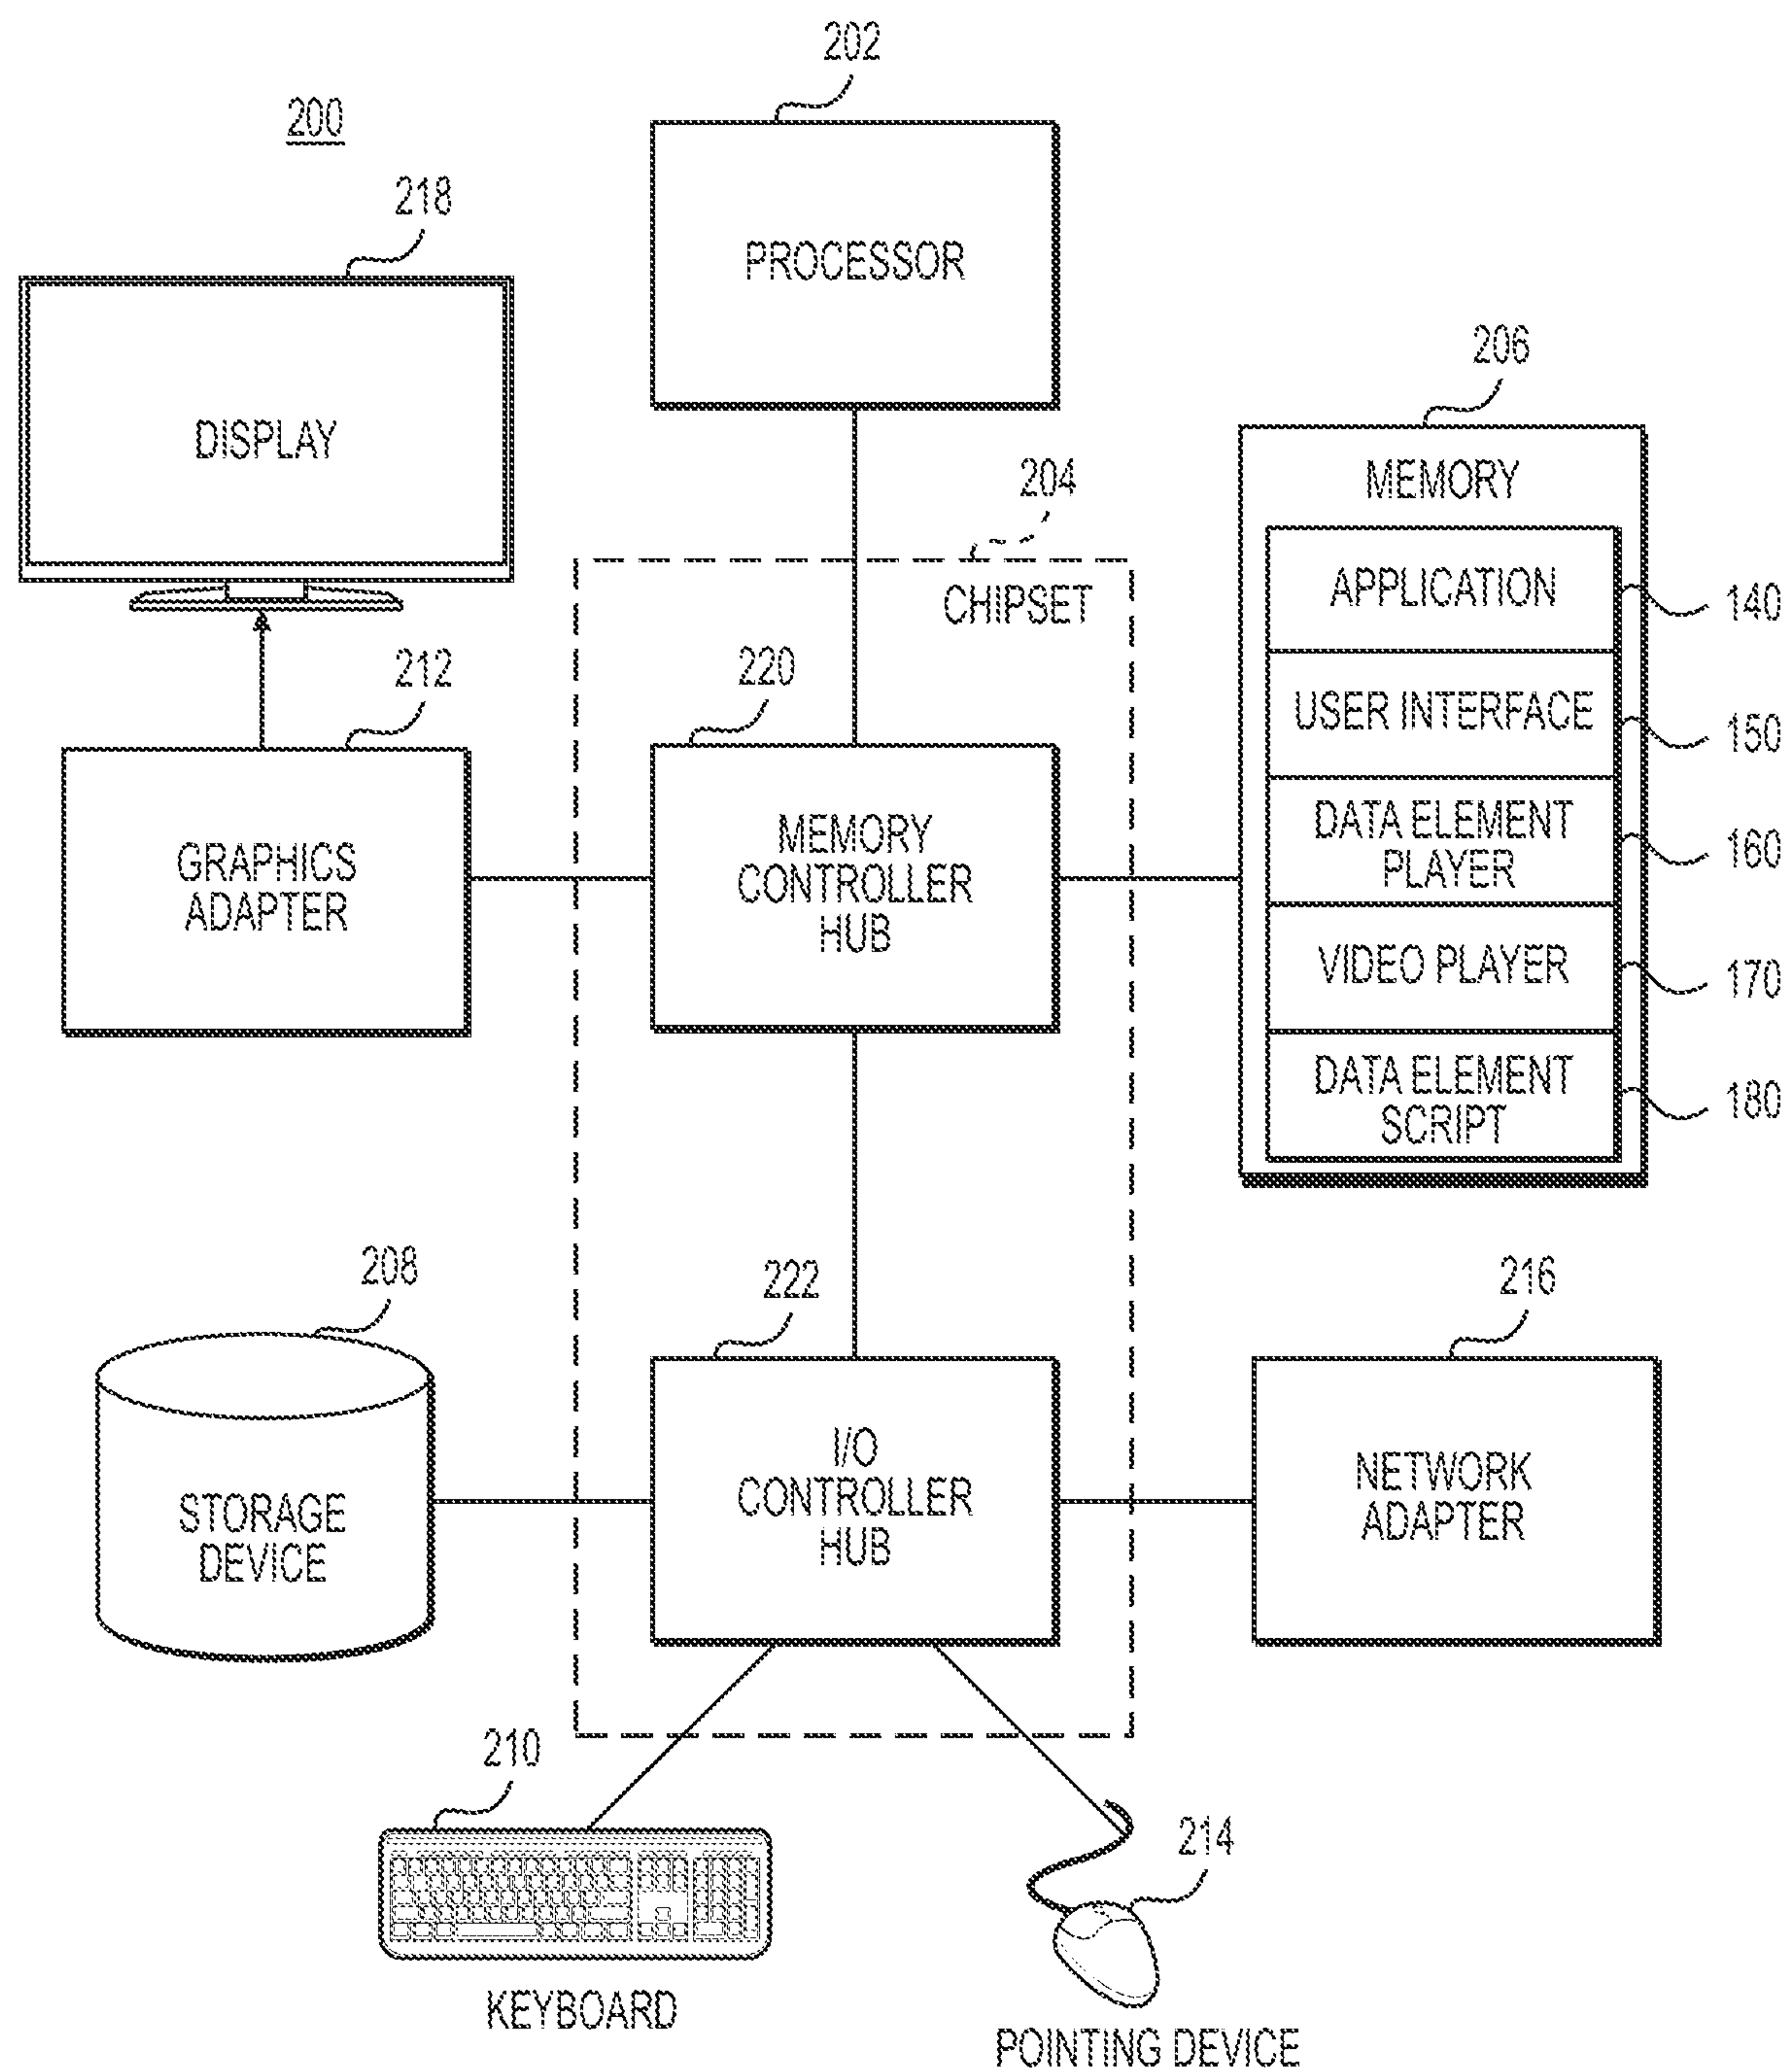 200
202
PROCESSOR
218
DISPLAY
206
MEMORY
APPLICATION
140
USER INTERFACE
150
DATA ELEMENT
PLAYER
160
VIDEO PLAYER
170
DATA ELEMENT
SCRIPT
180
204
CHIPSET
212
GRAPHICS
ADAPTER
220
MEMORY
CONTROLLER
HUB
208
STORAGE
DEVICE
222
I/O
CONTROLLER
HUB
216
NETWORK
ADAPTER
210
KEYBOARD
214
POINTING DEVICE